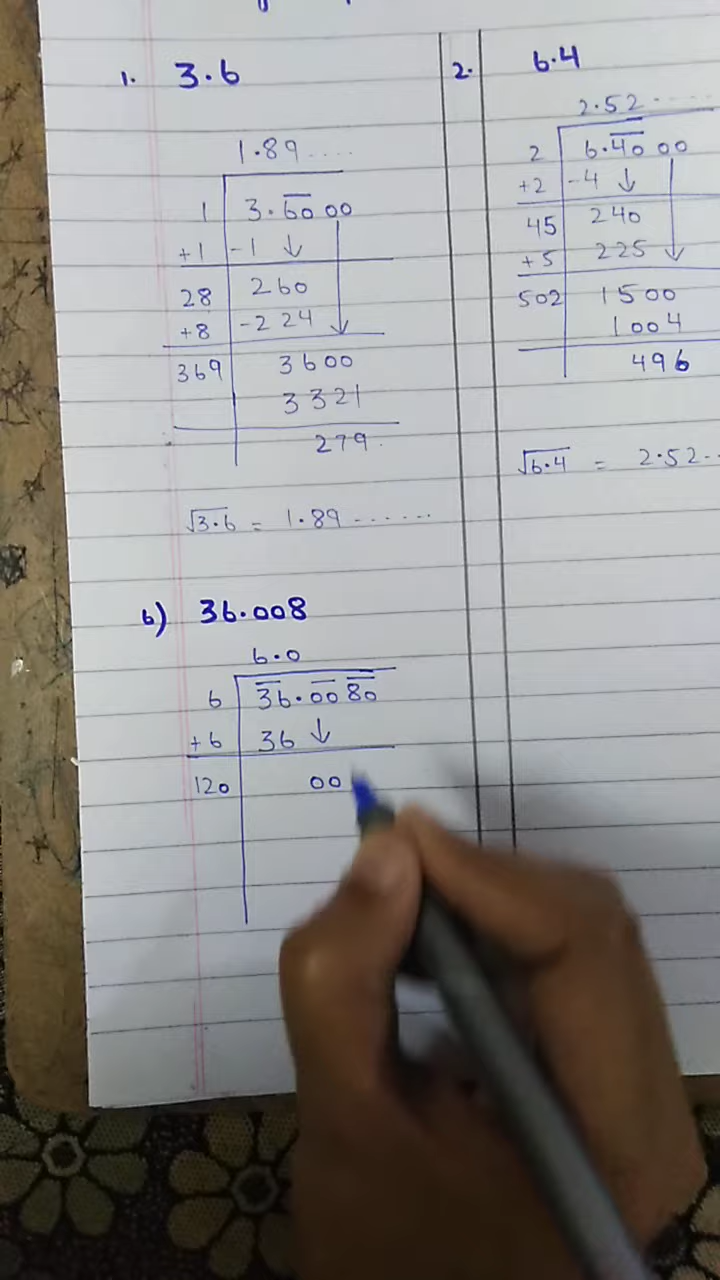 1. 3.6
1.89....
1 3.60 00
+1 -1 ↓
28 260
+8 -224
369 3600
3321
279.
√3.6 = 1.89.......
2. 6.4
2.52.....
2 6.40 00
+2 -4 ↓
45 240
+5 225
502 1500
1004
496
√6.4 = 2.52..
6) 36.008
6.0
6 36.00 80
+6 36 ↓
120 00